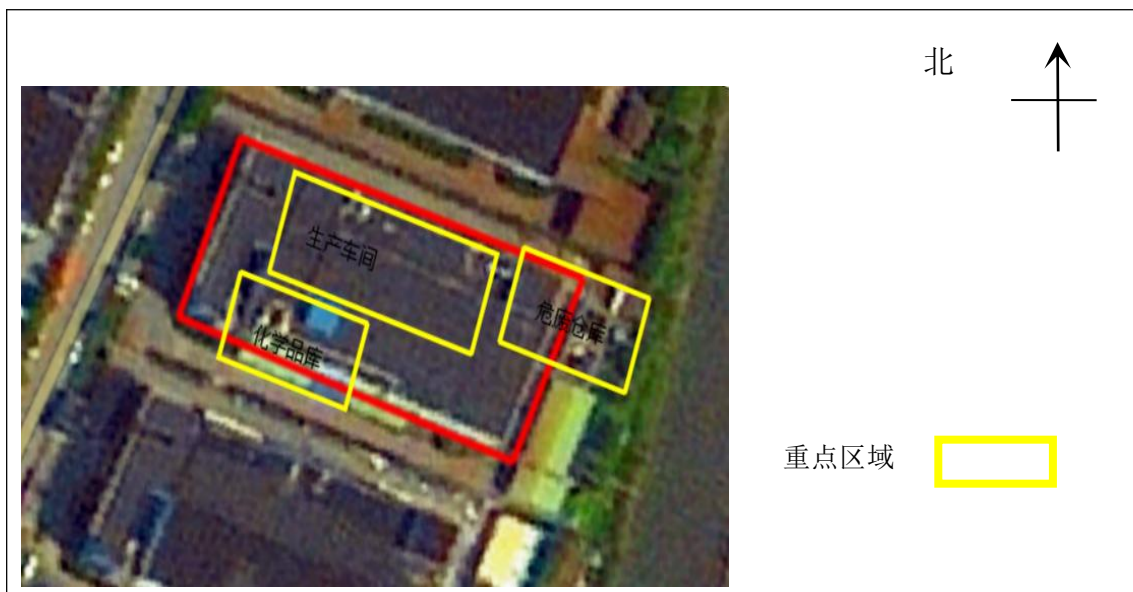 北
生产车间
危废仓库
化学品库
重点区域